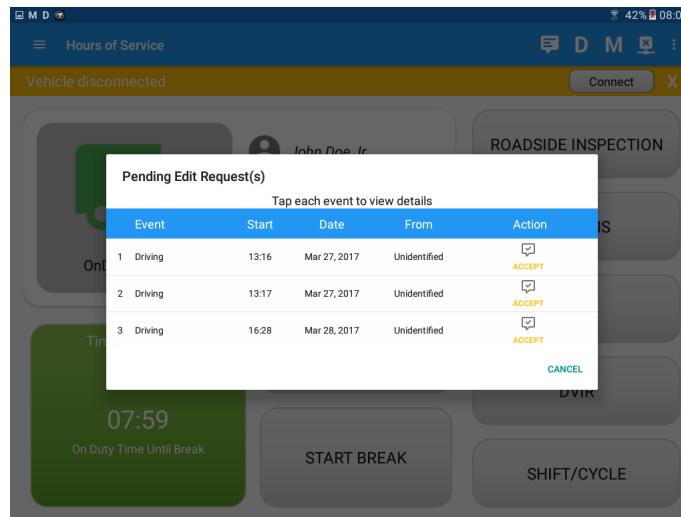 M D 42% 08:0
Hours of Service D M
Vehicle disconnected Connect X
John Doe Jr
ROADSIDE INSPECTION
Pending Edit Request(s)
Tap each event to view details
Event Start Date From Action
1 Driving 13:16 Mar 27, 2017 Unidentified ACCEPT
2 Driving 13:17 Mar 27, 2017 Unidentified ACCEPT
3 Driving 16:28 Mar 28, 2017 Unidentified ACCEPT
CANCEL
DVIR
07:59
On Duty Time Until Break
START BREAK
SHIFT/CYCLE